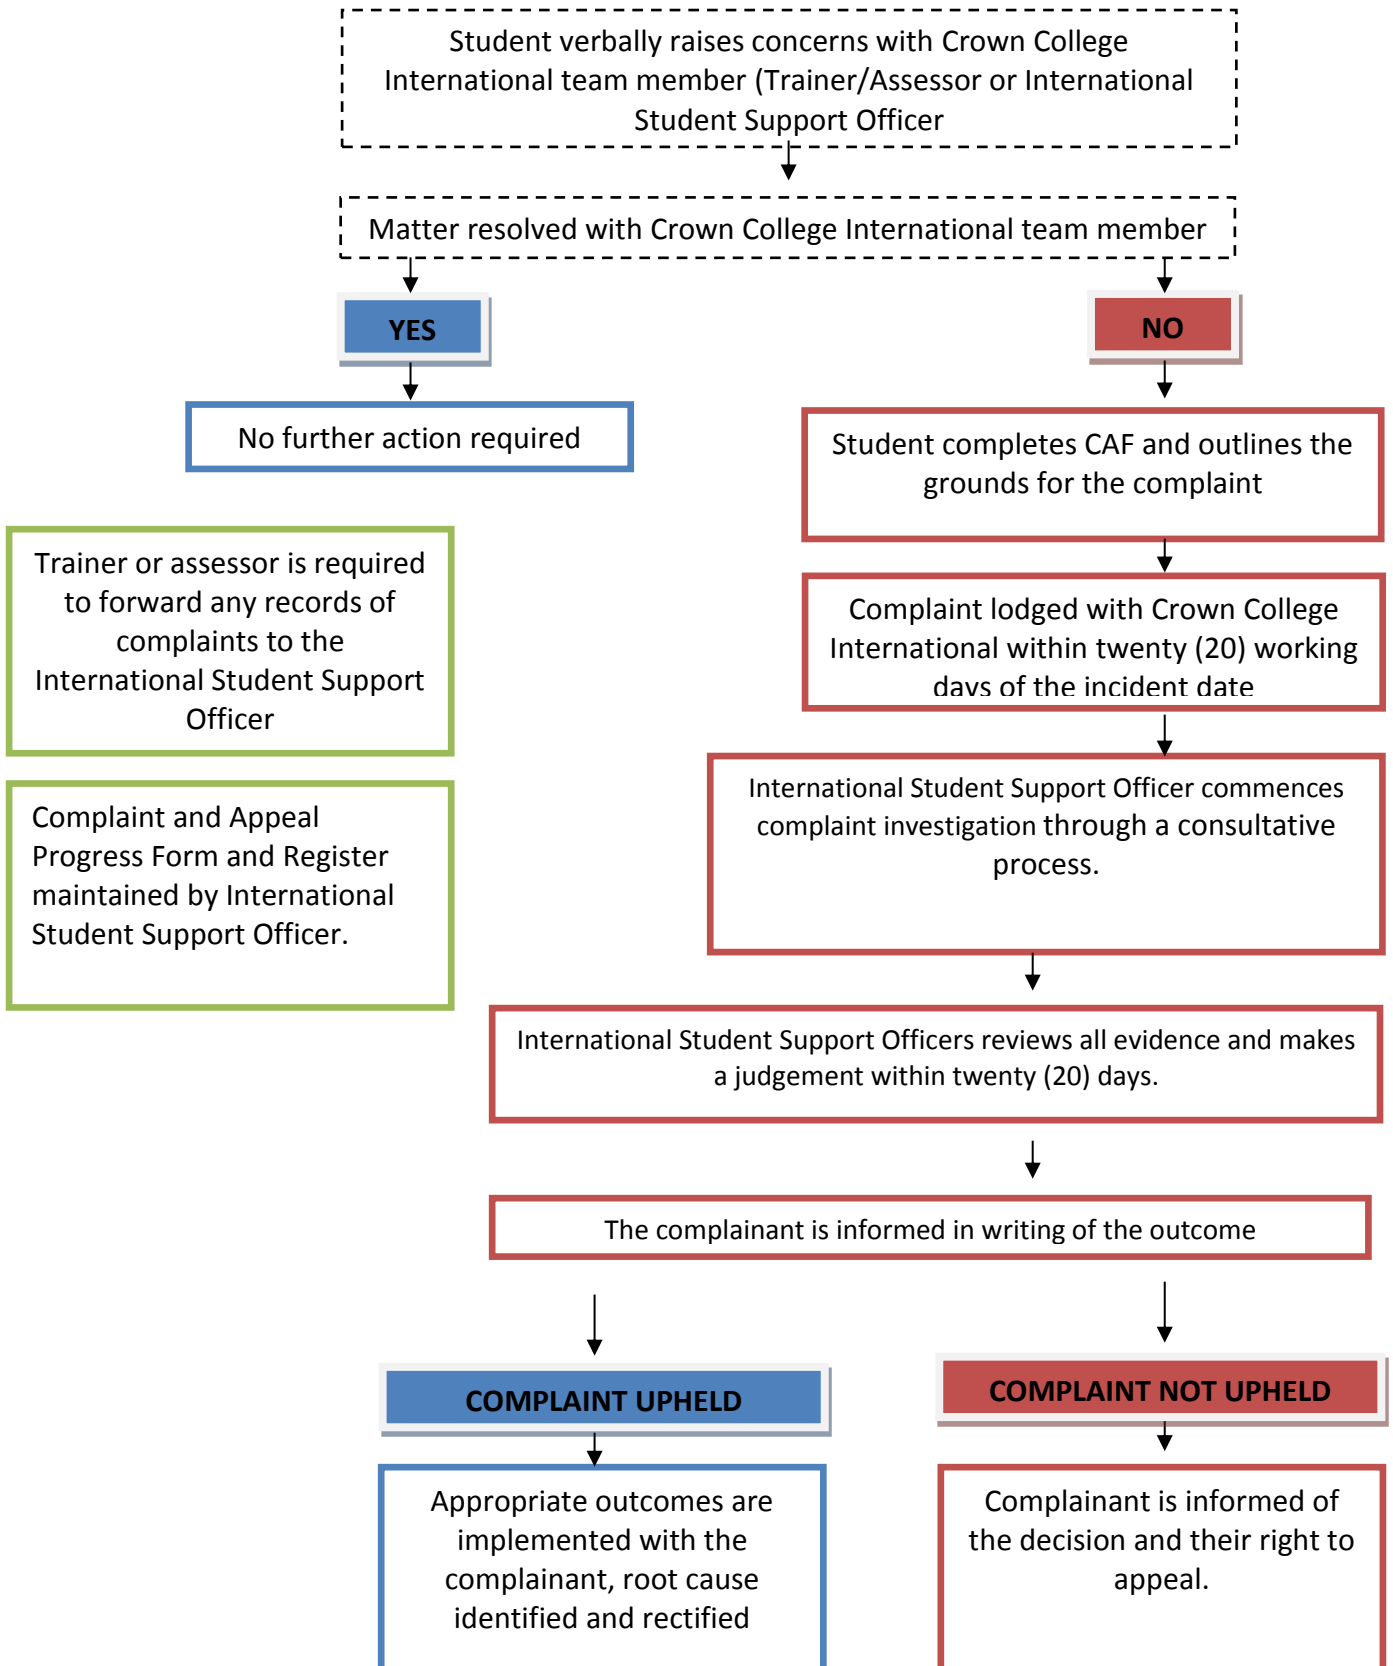 Student verbally raises concerns with Crown College
International team member (Trainer/Assessor or International
Student Support Officer
Matter resolved with Crown College International team member
YES
NO
No further action required
Student completes CAF and outlines the
grounds for the complaint
Trainer or assessor is required
to forward any records of
complaints to the
International Student Support
Officer
Complaint lodged with Crown College
International within twenty (20) working
days of the incident date
Complaint and Appeal
Progress Form and Register
maintained by International
Student Support Officer.
International Student Support Officer commences
complaint investigation through a consultative
process.
International Student Support Officers reviews all evidence and makes
a judgement within twenty (20) days.
The complainant is informed in writing of the outcome
COMPLAINT UPHELD
COMPLAINT NOT UPHELD
Appropriate outcomes are
implemented with the
complainant, root cause
identified and rectified
Complainant is informed of
the decision and their right to
appeal.